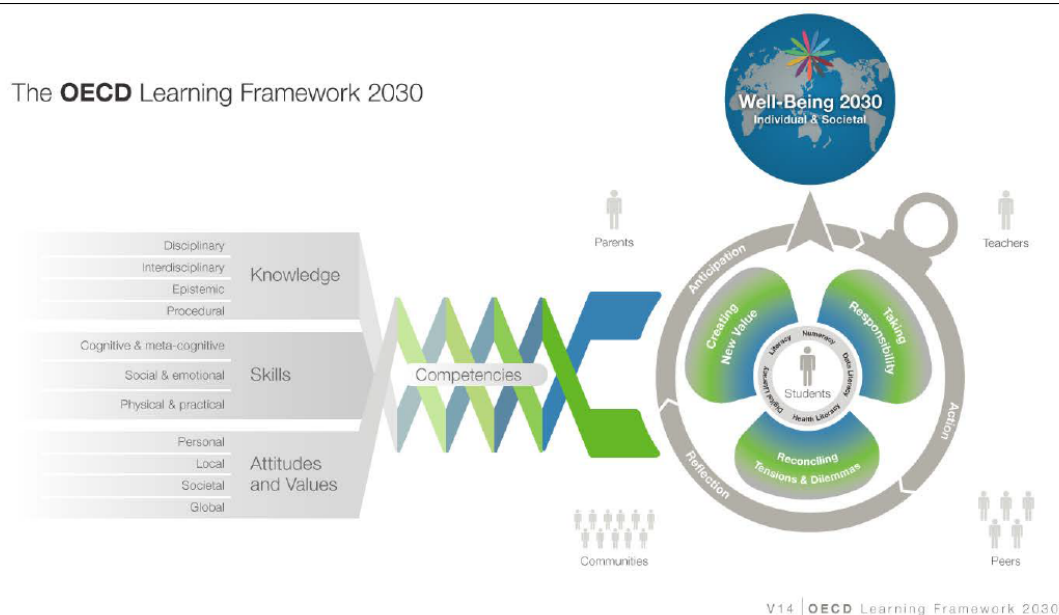 The OECD Learning Framework 2030
Well-Being 2030
Individual & Societal
Parents
Teachers
Disciplinary
Interdisciplinary
Epistemic
Procedural
Knowledge
Cognitive & meta-cognitive
Social & emotional
Physical & practical
Skills
Personal
Local
Societal
Global
Attitudes
and Values
Competencies
Anticipation
Action
Reflection
Creating
New Value
Taking
Responsibility
Reconciling
Tensions & Dilemmas
Literacy
Numeracy
Data Literacy
Health Literacy
Digital Literacy
Students
Communities
Peers
V14 | OECD Learning Framework 2030